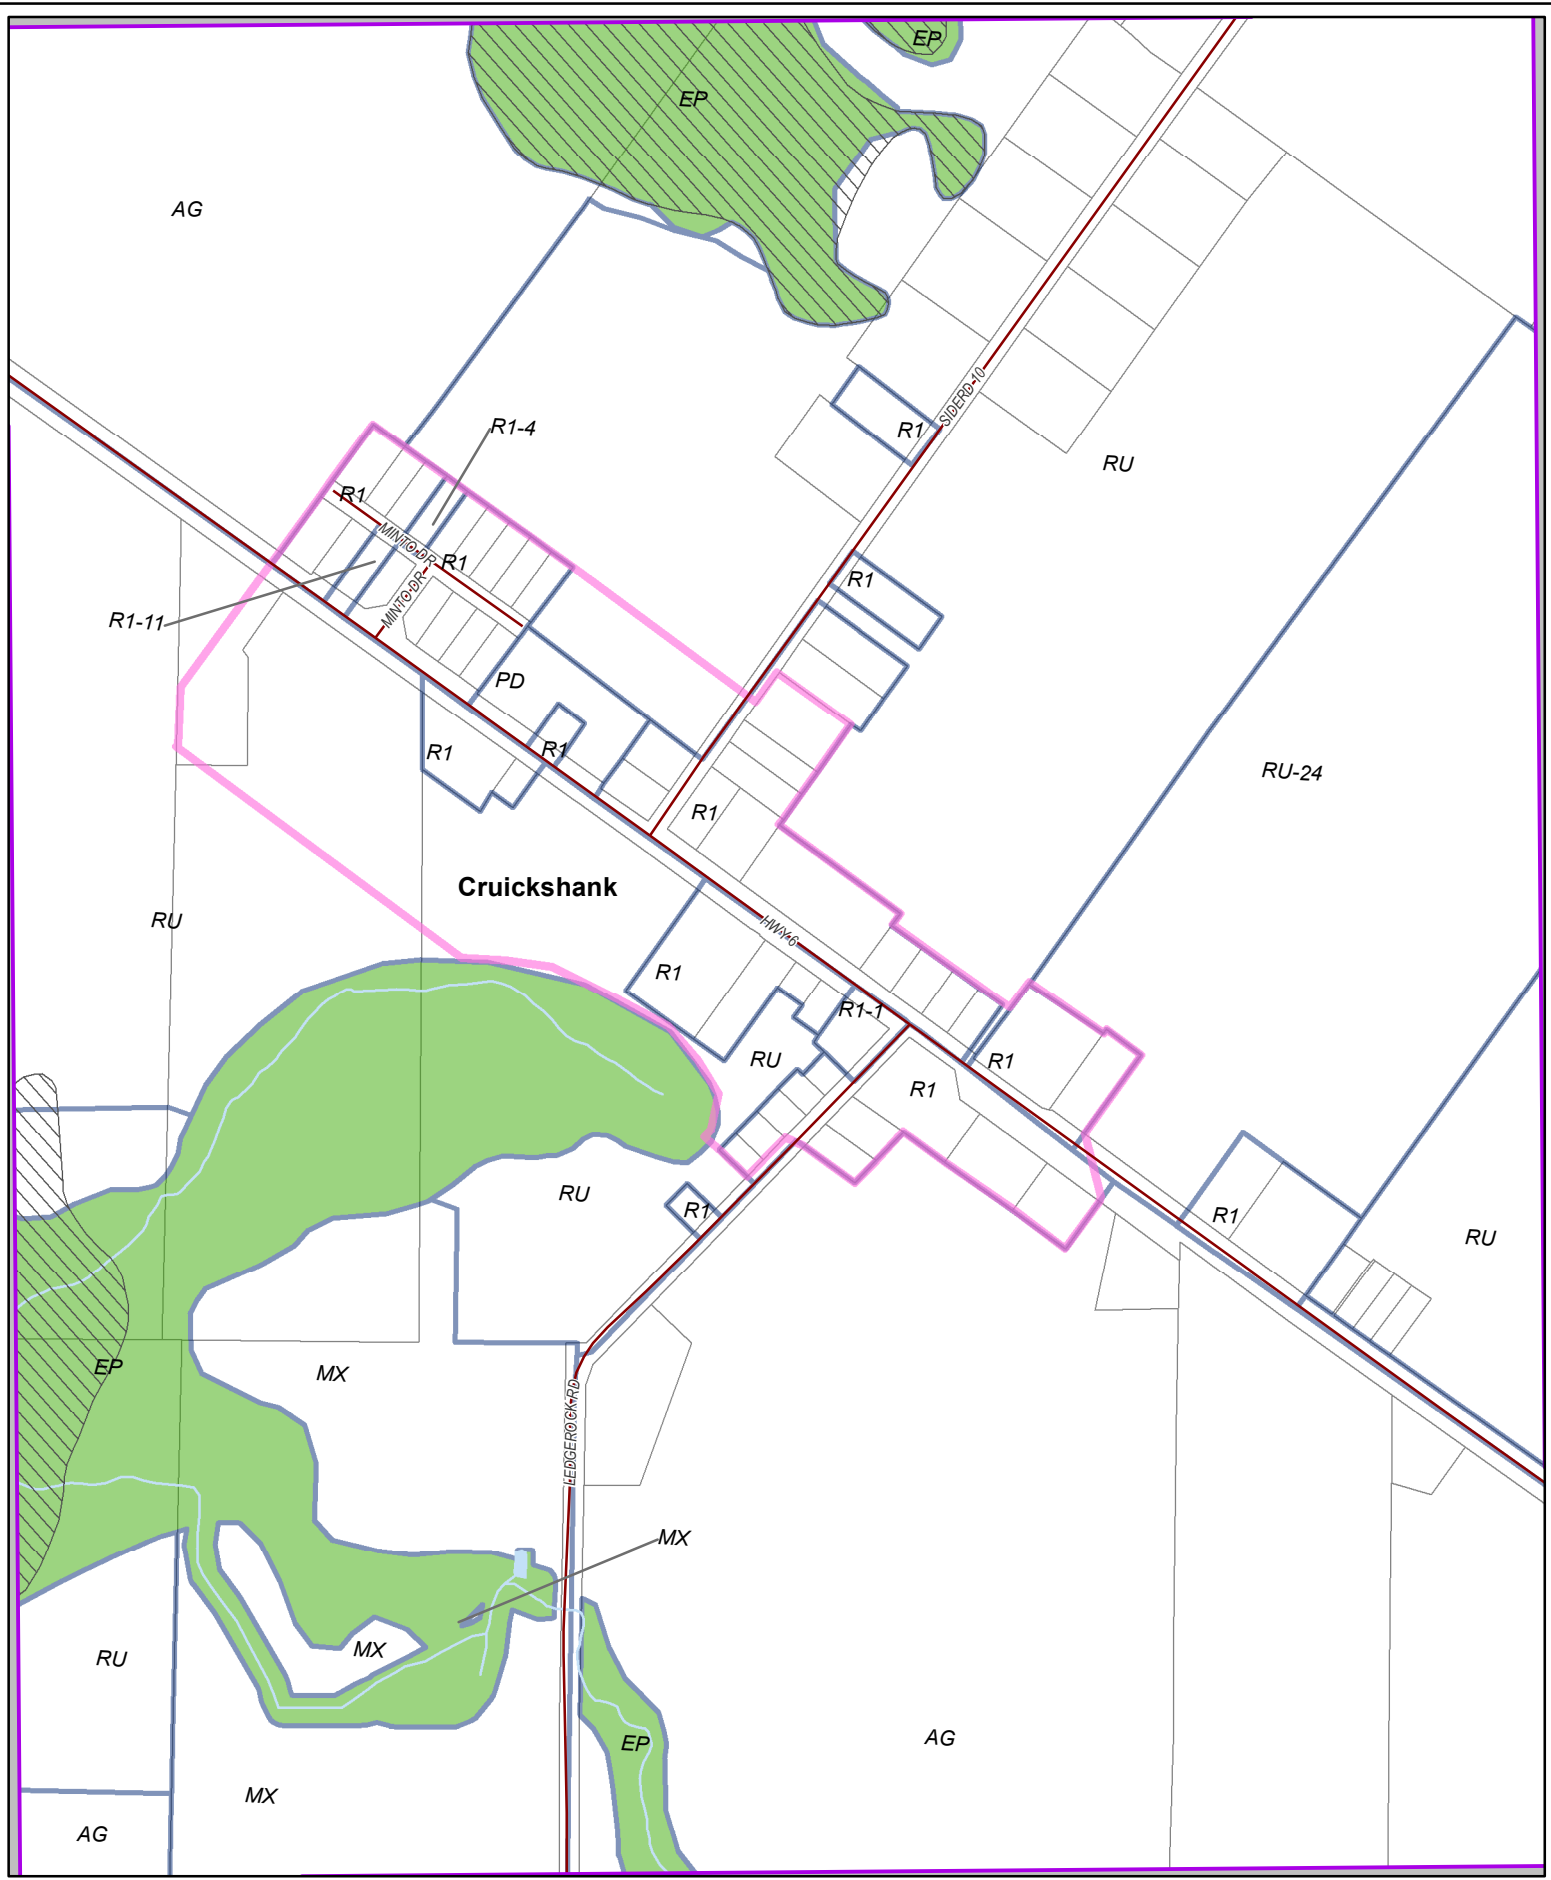 EP
EP
AG
R1-4
R1
SIDERD 10
RU
R1
MINTO DR
R1
R1
MINTO DR
R1-11
PD
R1
R1
RU-24
R1
Cruickshank
RU
HWY 6
R1
R1-1
RU
R1
R1
RU
R1
R1
RU
EP
MX
LEDGEROCK RD
MX
MX
RU
EP
AG
MX
AG